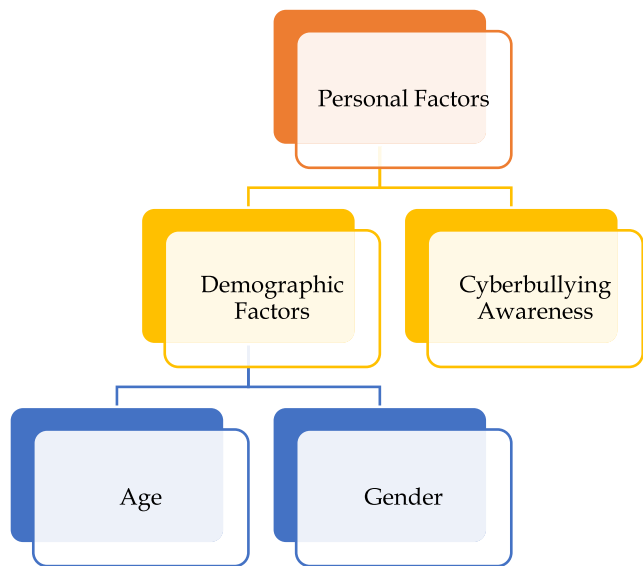 Personal Factors
Demographic
Factors
Cyberbullying
Awareness
Age
Gender